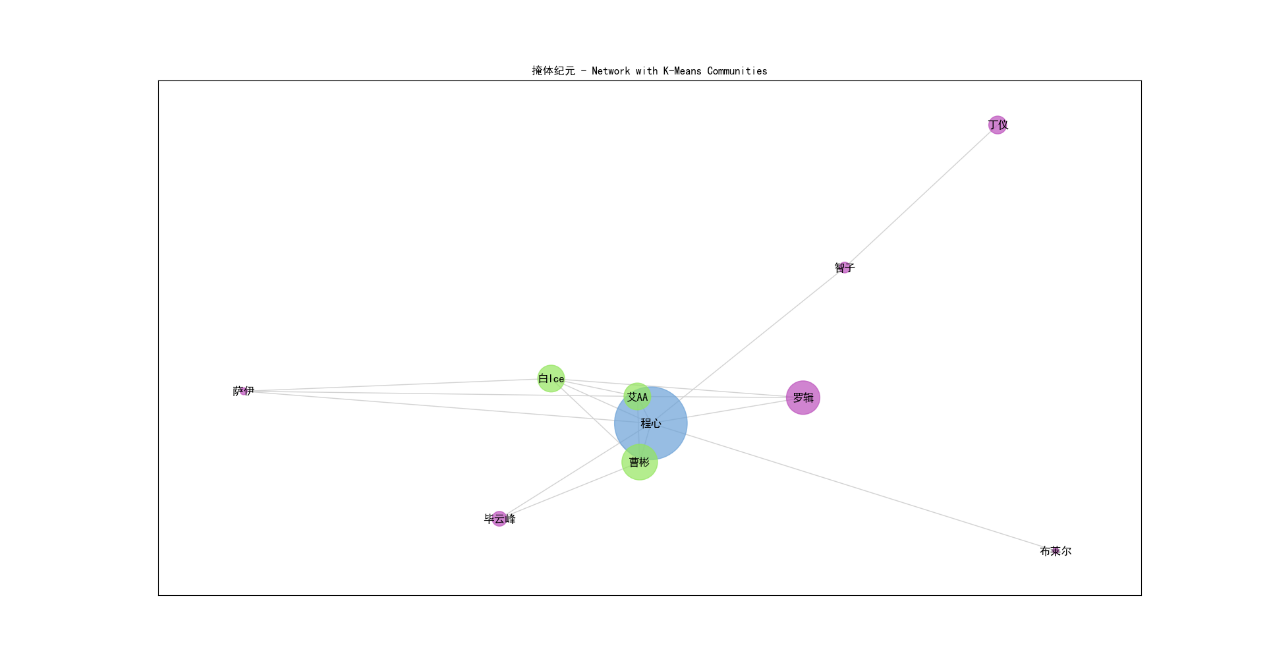 掩体纪元 - Network with K-Means Communities
丁仪
智子
白Ice
萨伊
艾AA
罗辑
程心
曹彬
毕云峰
布莱尔